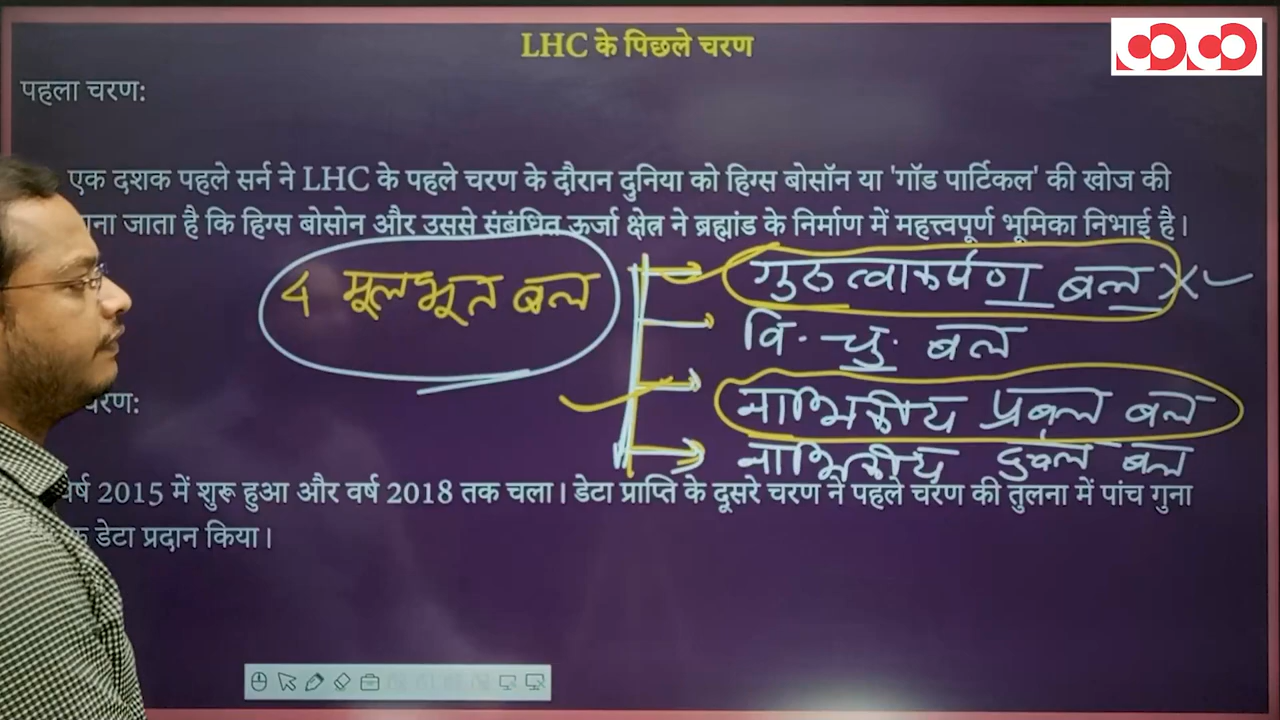 LHC के पिछले चरण
पहला चरण:
एक दशक पहले सर्न ने LHC के पहले चरण के दौरान दुनिया को हिग्स बोसॉन या 'गॉड पार्टिकल' की खोज की
ना जाता है कि हिग्स बोसोन और उससे संबंधित ऊर्जा क्षेत्र ने ब्रह्मांड के निर्माण में महत्त्वपूर्ण भूमिका निभाई है।
4 मूलभूत बल
गुरुत्वाकर्षण बल
वि. चु. बल
नाभिकीय प्रबल बल
चरण:
नाभिकीय दुर्बल बल
वर्ष 2015 में शुरू हुआ और वर्ष 2018 तक चला। डेटा प्राप्ति के दूसरे चरण ने पहले चरण की तुलना में पांच गुना
डेटा प्रदान किया।